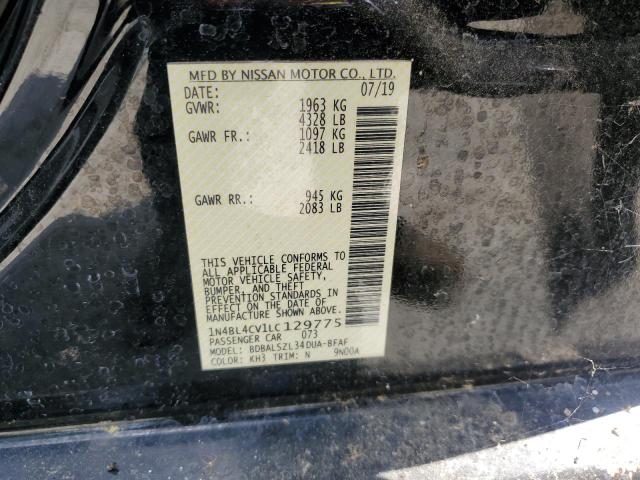 MFD BY NISSAN MOTOR CO., LTD.
DATE: 07/19
GVWR: 1963 KG
4328 LB
GAWR FR.: 1097 KG
2418 LB
GAWR RR.: 945 KG
2083 LB
THIS VEHICLE CONFORMS TO
ALL APPLICABLE FEDERAL
MOTOR VEHICLE SAFETY,
BUMPER, AND THEFT
PREVENTION STANDARDS IN
EFFECT ON THE DATE OF
MANUFACTURE SHOWN ABOVE.
1N4BL4CV1LC129775
PASSENGER CAR 073
MODEL: BDBALSZL34DUA-BFAF
COLOR: KH3 TRIM: N 9N00A